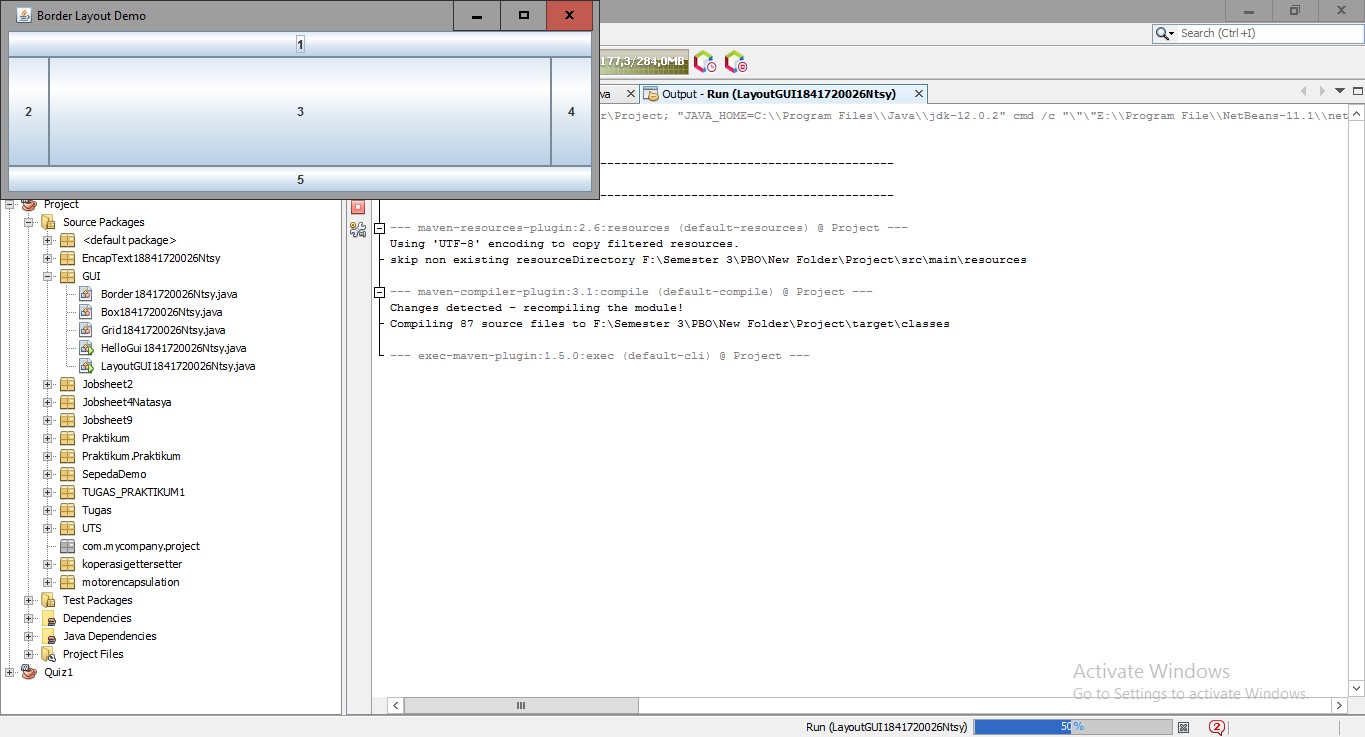 Border Layout Demo
1
2
3
4
5
Search (Ctrl+I)
177,3/284,0MB
va
Output - Run (LayoutGUI1841720026Ntsy)
r\Project; "JAVA_HOME=C:\\Program Files\\Java\\jdk-12.0.2" cmd /c "\"\"E:\\Program File\\NetBeans-11.1\\net
------------------------------------------------------------------------
------------------------------------------------------------------------
--- maven-resources-plugin:2.6:resources (default-resources) @ Project ---
Using 'UTF-8' encoding to copy filtered resources.
skip non existing resourceDirectory F:\Semester 3\PBO\New Folder\Project\src\main\resources
--- maven-compiler-plugin:3.1:compile (default-compile) @ Project ---
Changes detected - recompiling the module!
Compiling 87 source files to F:\Semester 3\PBO\New Folder\Project\target\classes
--- exec-maven-plugin:1.5.0:exec (default-cli) @ Project ---
Project
Source Packages
<default package>
EncapText18841720026Ntsy
GUI
Border1841720026Ntsy.java
Box1841720026Ntsy.java
Grid1841720026Ntsy.java
HelloGui1841720026Ntsy.java
LayoutGUI1841720026Ntsy.java
Jobsheet2
Jobsheet4Natasya
Jobsheet9
Praktikum
Praktikum.Praktikum
SepedaDemo
TUGAS_PRAKTIKUM1
Tugas
UTS
com.mycompany.project
koperasigettersetter
motorencapsulation
Test Packages
Dependencies
Java Dependencies
Project Files
Quiz1
Activate Windows
Go to Settings to activate Windows.
Run (LayoutGUI1841720026Ntsy)
50%
2